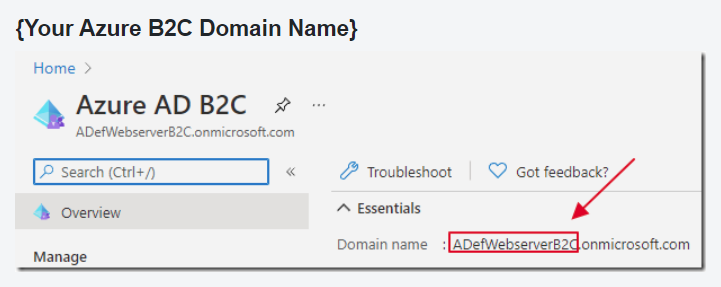 {Your Azure B2C Domain Name}
Home >
Azure AD B2C ...
ADefWebserverB2C.onmicrosoft.com
Search (Ctrl+/) «
Troubleshoot Got feedback?
Overview
Essentials
Manage
Domain name : ADefWebserverB2C.onmicrosoft.com